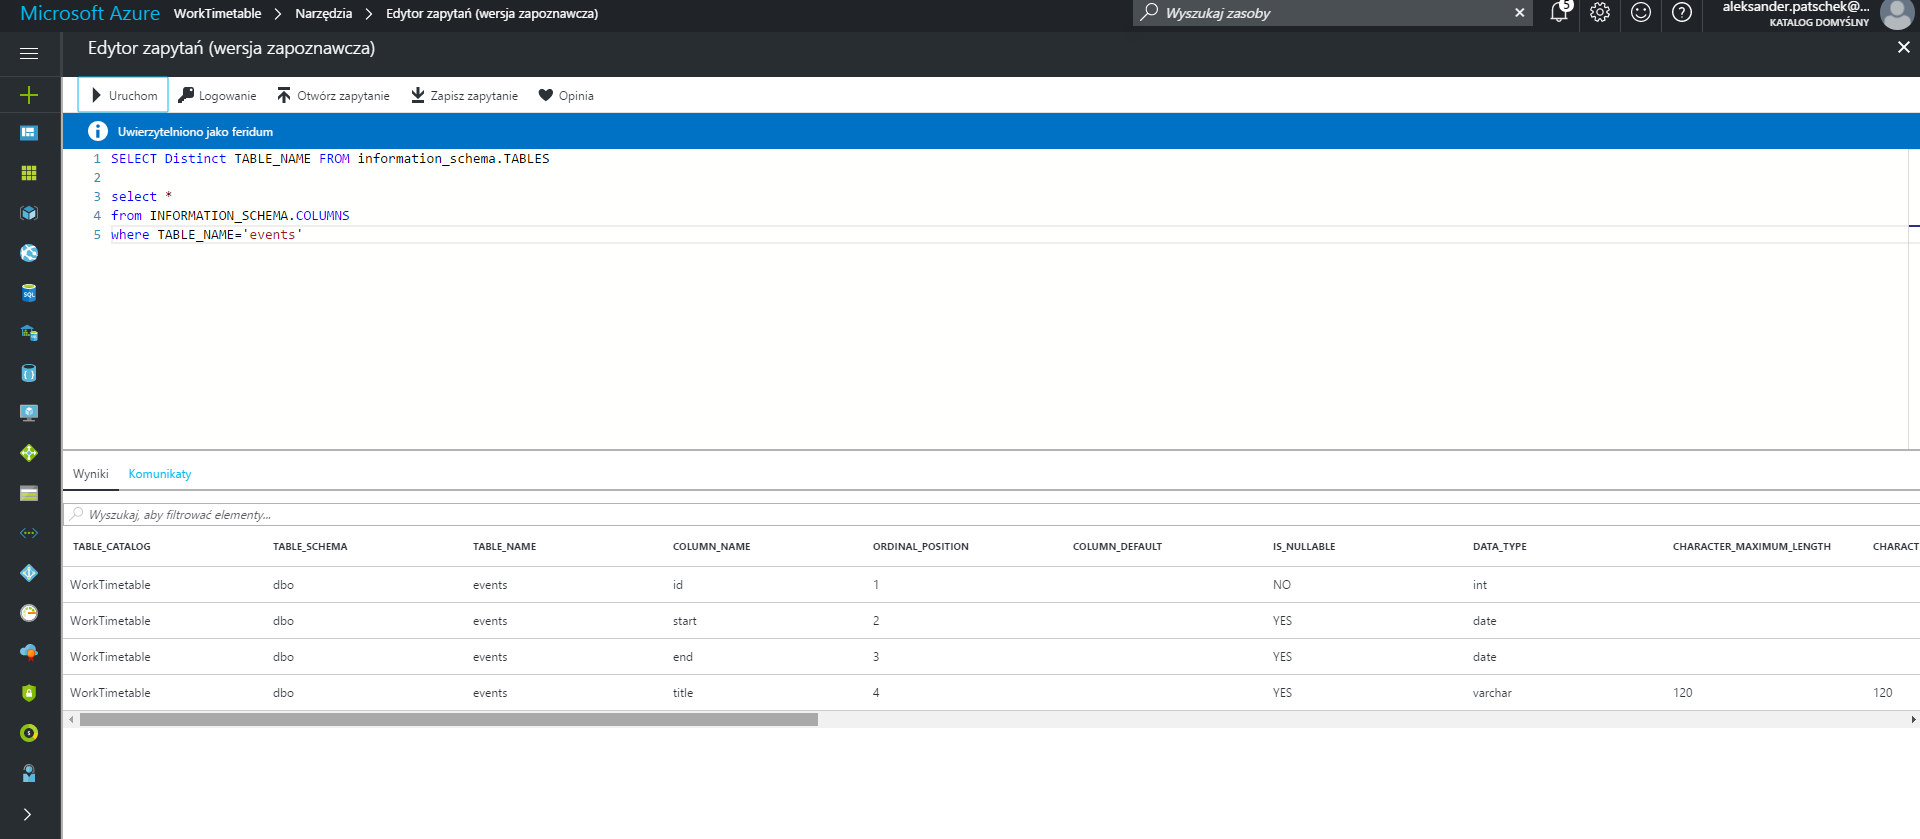 Microsoft Azure WorkTimetable > Narzędzia > Edytor zapytań (wersja zapoznawcza)
Wyszukaj zasoby
5
aleksander.patschek@...
KATALOG DOMYŚLNY
Edytor zapytań (wersja zapoznawcza)
Uruchom Logowanie Otwórz zapytanie Zapisz zapytanie Opinia
Uwierzytelniono jako feridum
1 SELECT Distinct TABLE_NAME FROM information_schema.TABLES
2
3 select *
4 from INFORMATION_SCHEMA.COLUMNS
5 where TABLE_NAME='events'
Wyniki Komunikaty
Wyszukaj, aby filtrować elementy...
TABLE_CATALOG TABLE_SCHEMA TABLE_NAME COLUMN_NAME ORDINAL_POSITION COLUMN_DEFAULT IS_NULLABLE DATA_TYPE CHARACTER_MAXIMUM_LENGTH CHARACT
WorkTimetable dbo events id 1 NO int
WorkTimetable dbo events start 2 YES date
WorkTimetable dbo events end 3 YES date
WorkTimetable dbo events title 4 YES varchar 120 120